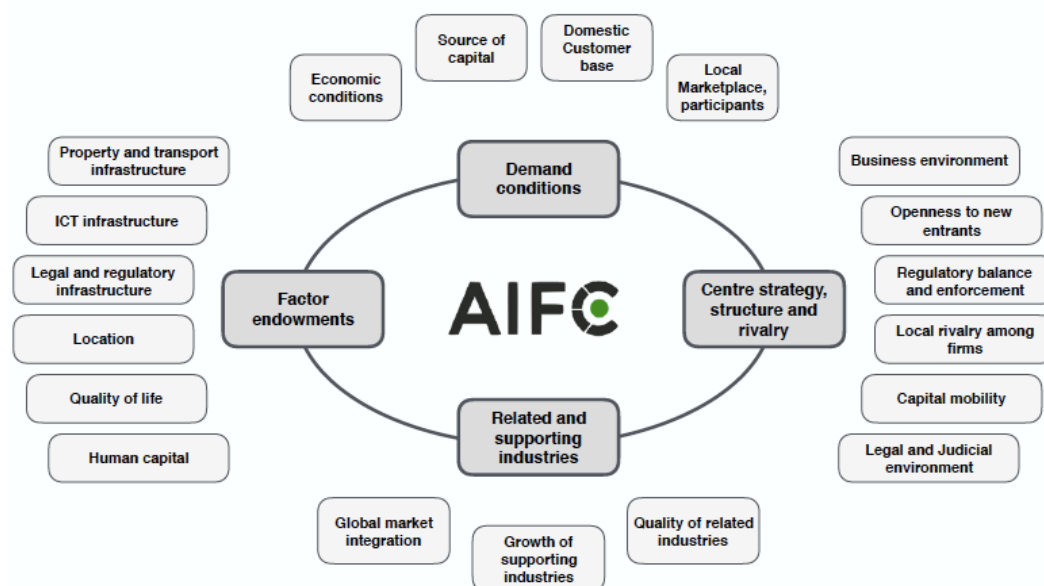 Source of
capital
Domestic
Customer
base
Economic
conditions
Local
Marketplace,
participants
Property and transport
infrastructure
ICT infrastructure
Legal and regulatory
infrastructure
Location
Quality of life
Human capital
Demand
conditions
Factor
endowments
AIFC
Centre strategy,
structure and
rivalry
Related and
supporting
industries
Business environment
Openness to new
entrants
Regulatory balance
and enforcement
Local rivalry among
firms
Capital mobility
Legal and Judicial
environment
Global market
integration
Growth of
supporting
industries
Quality of related
industries